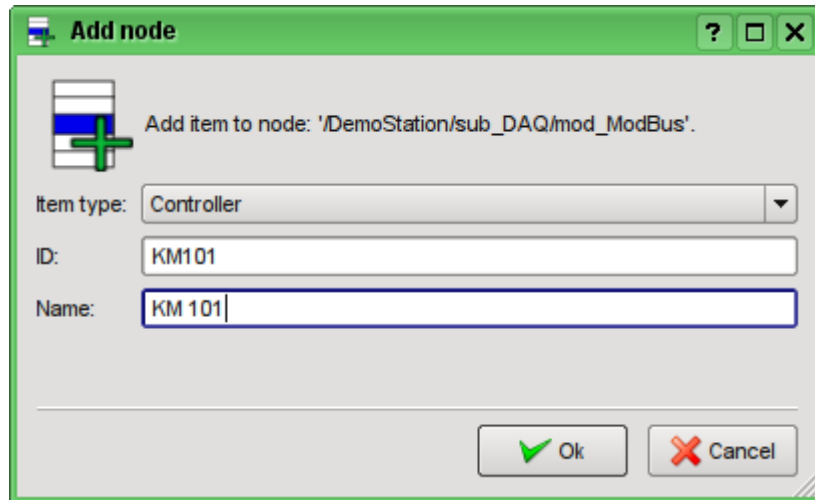 Add node
?
Add item to node: '/DemoStation/sub_DAQ/mod_ModBus'.
Item type: Controller
ID: KM101
Name: KM 101
Ok Cancel